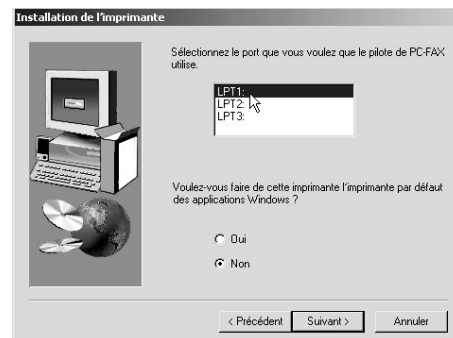 Installation de l'imprimante
Sélectionnez le port que vous voulez que le pilote de PC-FAX
utilise.
LPT1:
LPT2:
LPT3:
Voulez-vous faire de cette imprimante l'imprimante par défaut
des applications Windows ?
Oui
Non
< Précédent
Suivant >
Annuler